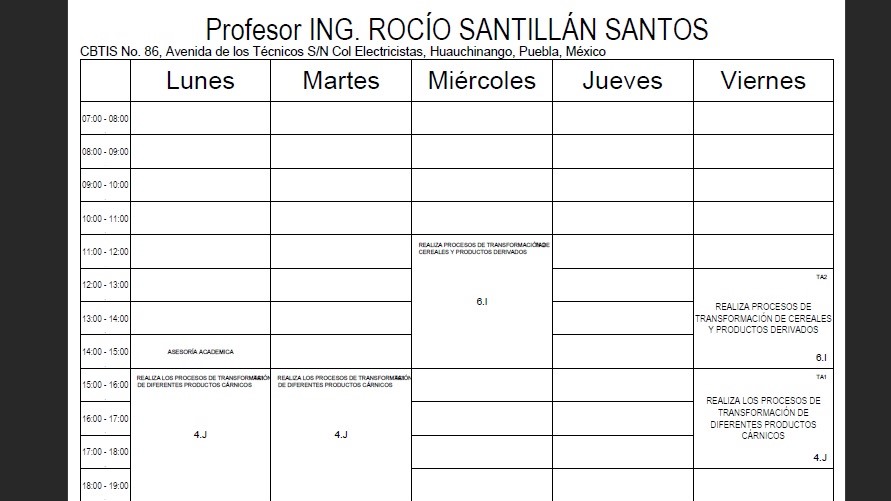 Profesor ING. ROCÍO SANTILLÁN SANTOS
CBTIS No. 86, Avenida de los Técnicos S/N Col Electricistas, Huauchinango, Puebla, México
Lunes Martes Miércoles Jueves Viernes
07:00 - 08:00
08:00 - 09:00
09:00 - 10:00
10:00 - 11:00
11:00 - 12:00
REALIZA PROCESOS DE TRANSFORMACIÓN DE
CEREALES Y PRODUCTOS DERIVADOS
6.I
12:00 - 13:00
TA2
REALIZA PROCESOS DE
TRANSFORMACIÓN DE CEREALES
Y PRODUCTOS DERIVADOS
6.I
13:00 - 14:00
14:00 - 15:00
ASESORÍA ACADEMICA
15:00 - 16:00
REALIZA LOS PROCESOS DE TRANSFORMACIÓN
DE DIFERENTES PRODUCTOS CÁRNICOS
4.J
REALIZA LOS PROCESOS DE TRANSFORMACIÓN
DE DIFERENTES PRODUCTOS CÁRNICOS
4.J
TA1
REALIZA LOS PROCESOS DE
TRANSFORMACIÓN DE
DIFERENTES PRODUCTOS
CÁRNICOS
4.J
16:00 - 17:00
17:00 - 18:00
18:00 - 19:00